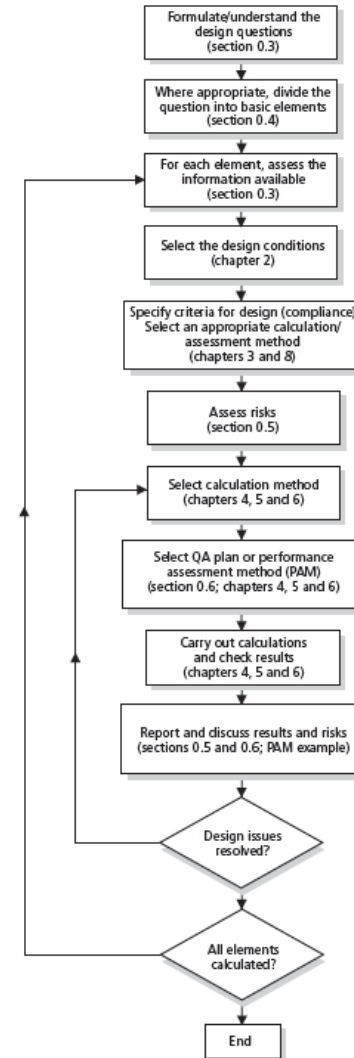 Formulate/understand the
design questions
(section 0.3)
Where appropriate, divide the
question into basic elements
(section 0.4)
For each element, assess the
information available
(section 0.3)
Select the design conditions
(chapter 2)
Specify criteria for design (compliance)
Select an appropriate calculation/
assessment method
(chapters 3 and 8)
Assess risks
(section 0.5)
Select calculation method
(chapters 4, 5 and 6)
Select QA plan or performance
assessment method (PAM)
(section 0.6; chapters 4, 5 and 6)
Carry out calculations
and check results
(chapters 4, 5 and 6)
Report and discuss results and risks
(sections 0.5 and 0.6; PAM example)
Design issues
resolved?
All elements
calculated?
End